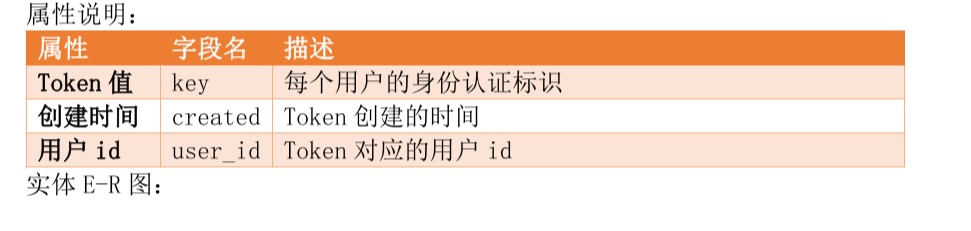 属性说明：
属性 字段名 描述
Token 值 key 每个用户的身份认证标识
创建时间 created Token 创建的时间
用户 id user_id Token 对应的用户 id
实体 E-R 图：